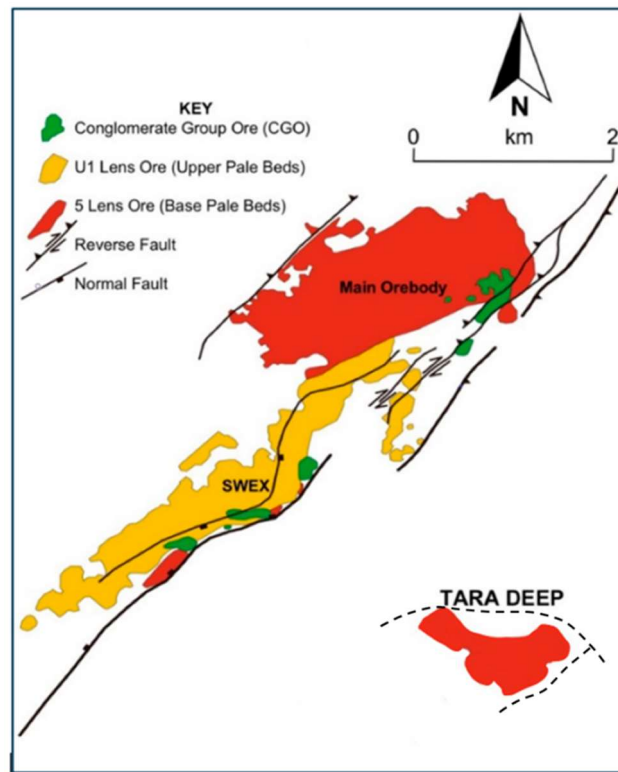 N
0
2
km
KEY
Conglomerate Group Ore (CGO)
U1 Lens Ore (Upper Pale Beds)
5 Lens Ore (Base Pale Beds)
Reverse Fault
Normal Fault
Main Orebody
SWEX
TARA DEEP